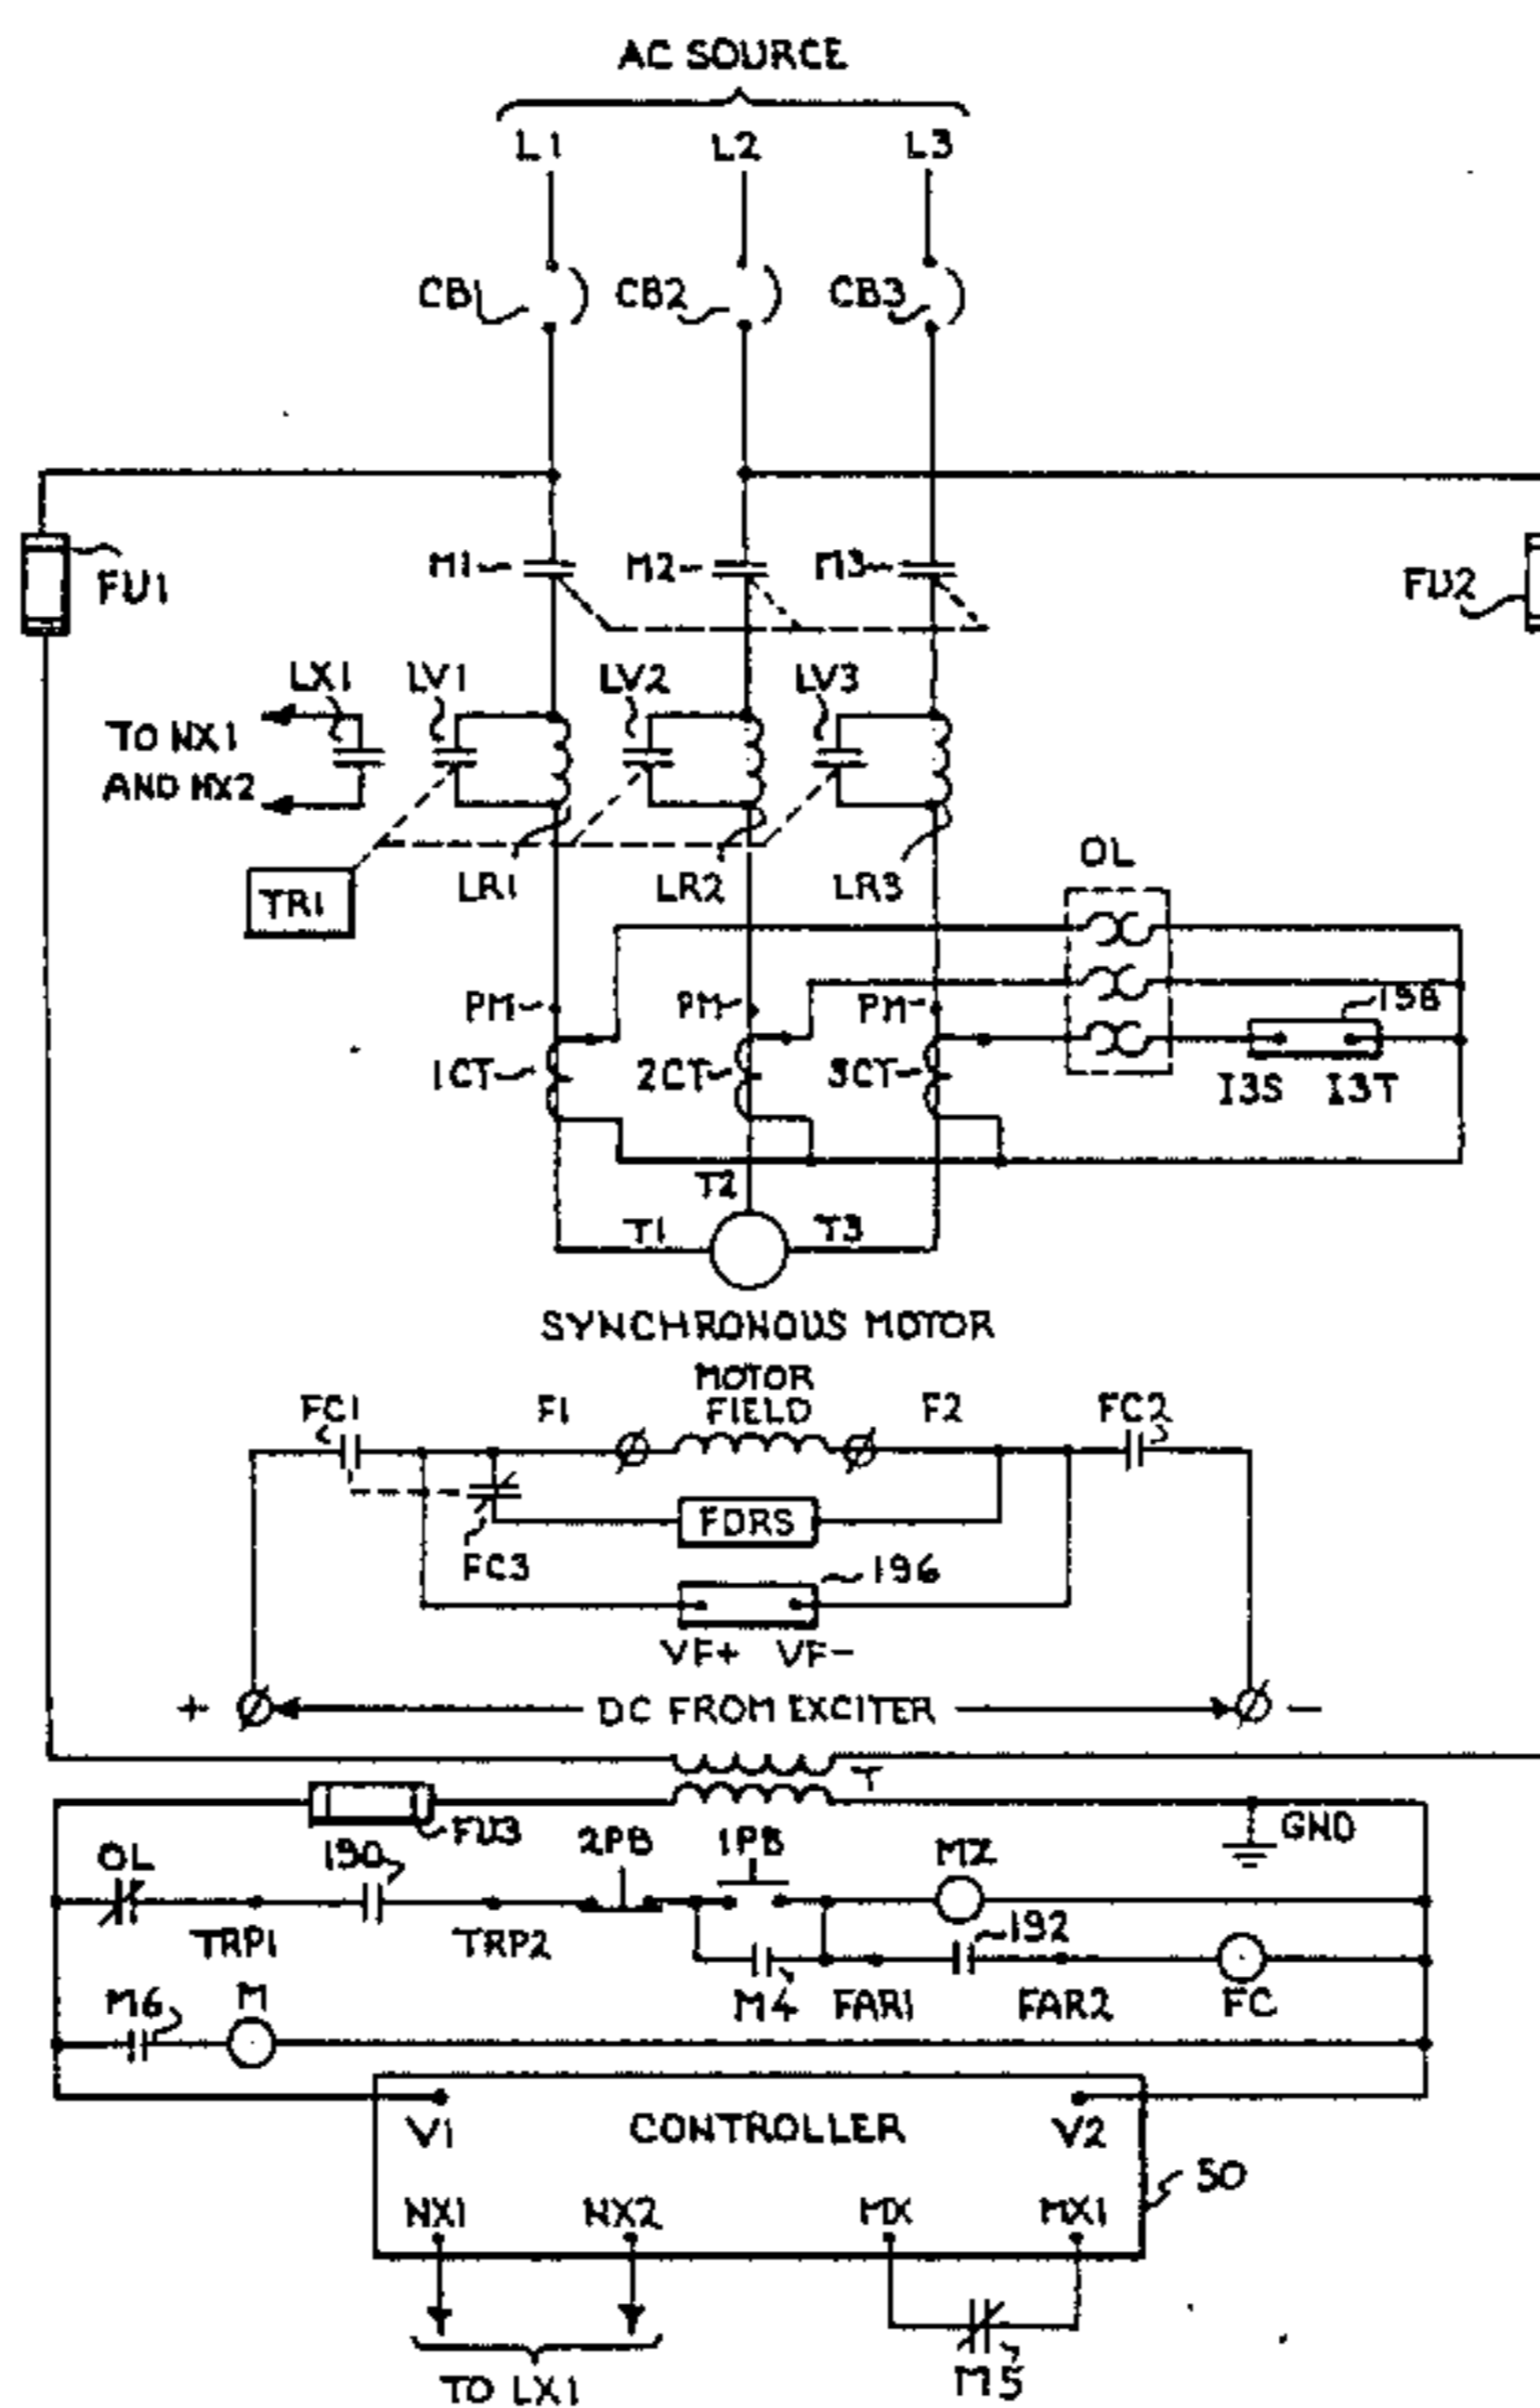 AC SOURCE
L1 L2 L3
CB1 CB2 CB3
M1 M2 M3
FU1 FU2
LX1 LV1 LV2 LV3
TO NX1
AND NX2
OL
TR1 LR1 LR2 LR3
PM PM PM 198
1CT 2CT 3CT I3S I3T
T2
T1 T3
SYNCHRONOUS MOTOR
MOTOR
FC1 F1 FIELD F2 FC2
FDRS
FC3 196
VF+ VF-
+ DC FROM EXCITER -
T
FU3 GND
OL 190 2PB 1PB MZ
192
TRP1 TRP2
M4 FAR1 FAR2 FC
M6 M
V1 CONTROLLER V2
50
NX1 NX2 MX MX1
TO LX1 M5